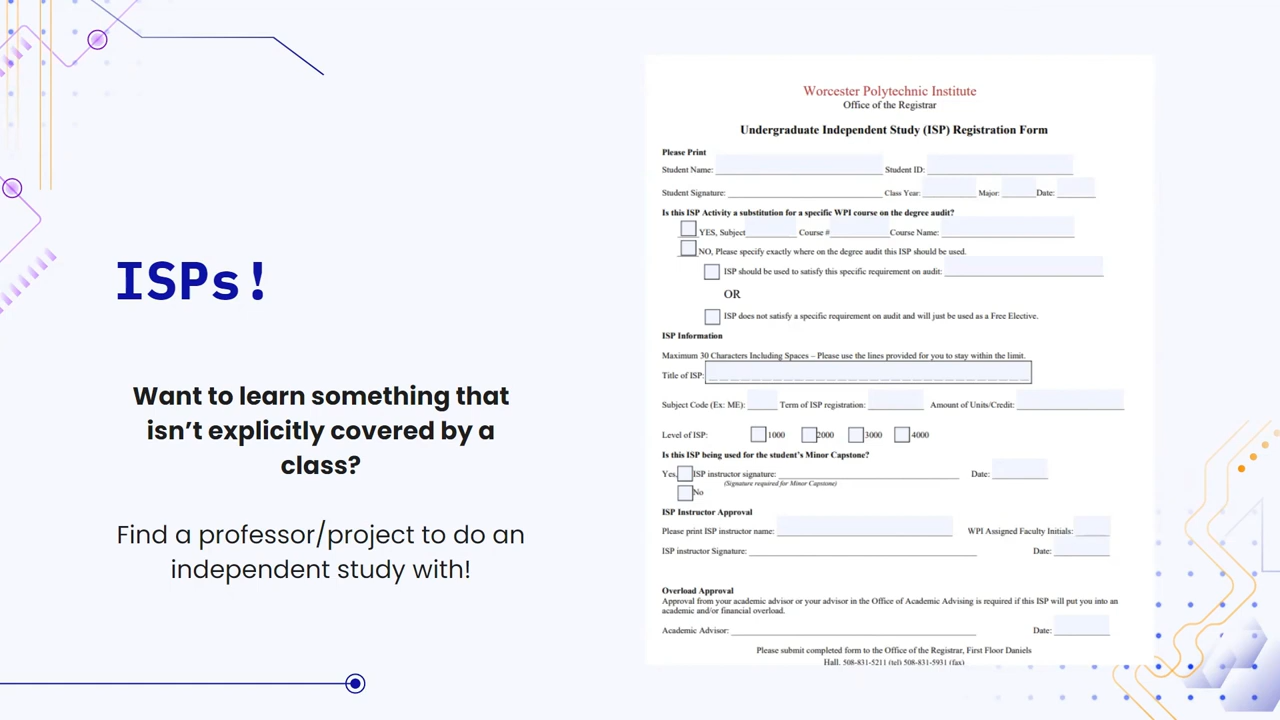 ISPs!
Want to learn something that
isn't explicitly covered by a
class?
Find a professor/project to do an
independent study with!
Worcester Polytechnic Institute
Office of the Registrar
Undergraduate Independent Study (ISP) Registration Form
Please Print
Student Name: Student ID:
Student Signature: Class Year: Major: Date:
Is this ISP Activity a substitution for a specific WPI course on the degree audit?
YES, Subject Course # Course Name:
NO, Please specify exactly where on the degree audit this ISP should be used.
ISP should be used to satisfy this specific requirement on audit:
OR
ISP does not satisfy a specific requirement on audit and will just be used as a Free Elective.
ISP Information
Maximum 30 Characters Including Spaces – Please use the lines provided for you to stay within the limit.
Title of ISP:
Subject Code (Ex: ME): Term of ISP registration: Amount of Units/Credit:
Level of ISP: 1000 2000 3000 4000
Is this ISP being used for the student's Minor Capstone?
Yes, ISP instructor signature: Date:
(Signature required for Minor Capstone)
No
ISP Instructor Approval
Please print ISP instructor name: WPI Assigned Faculty Initials:
ISP instructor Signature: Date:
Overload Approval
Approval from your academic advisor or your advisor in the Office of Academic Advising is required if this ISP will put you into an
academic and/or financial overload.
Academic Advisor: Date:
Please submit completed form to the Office of the Registrar, First Floor Daniels
Hall. 508-831-5211 (tel) 508-831-5931 (fax)